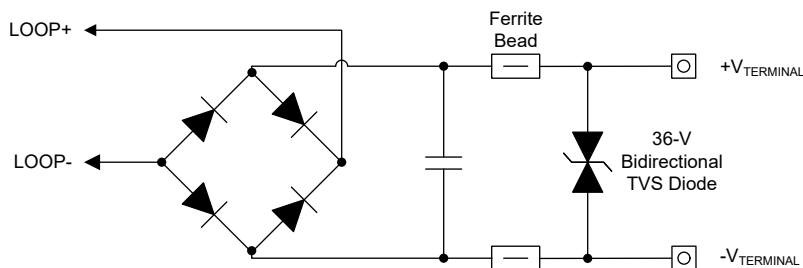 LOOP+
Ferrite
Bead
+VTERMINAL
LOOP-
36-V
Bidirectional
TVS Diode
-VTERMINAL